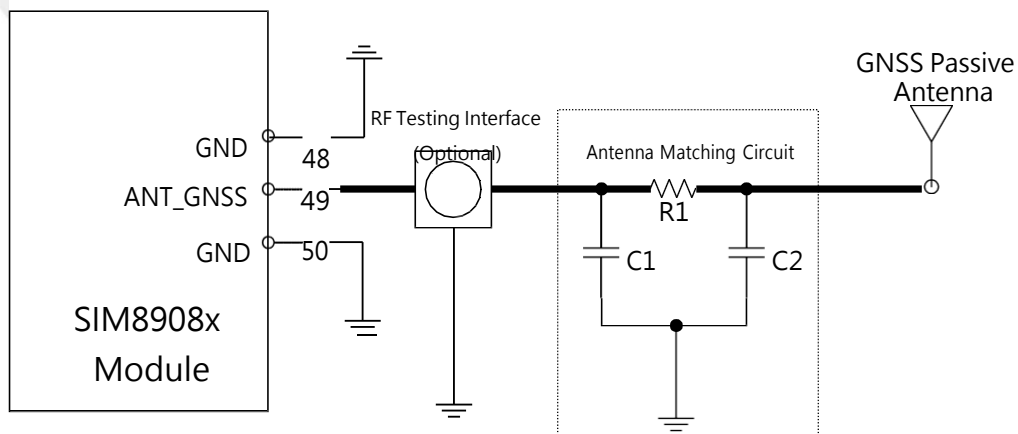 GNSS Passive
Antenna
RF Testing Interface
(Optional)
Antenna Matching Circuit
GND
48
ANT_GNSS
49
R1
GND
50
C1
C2
SIM8908x
Module